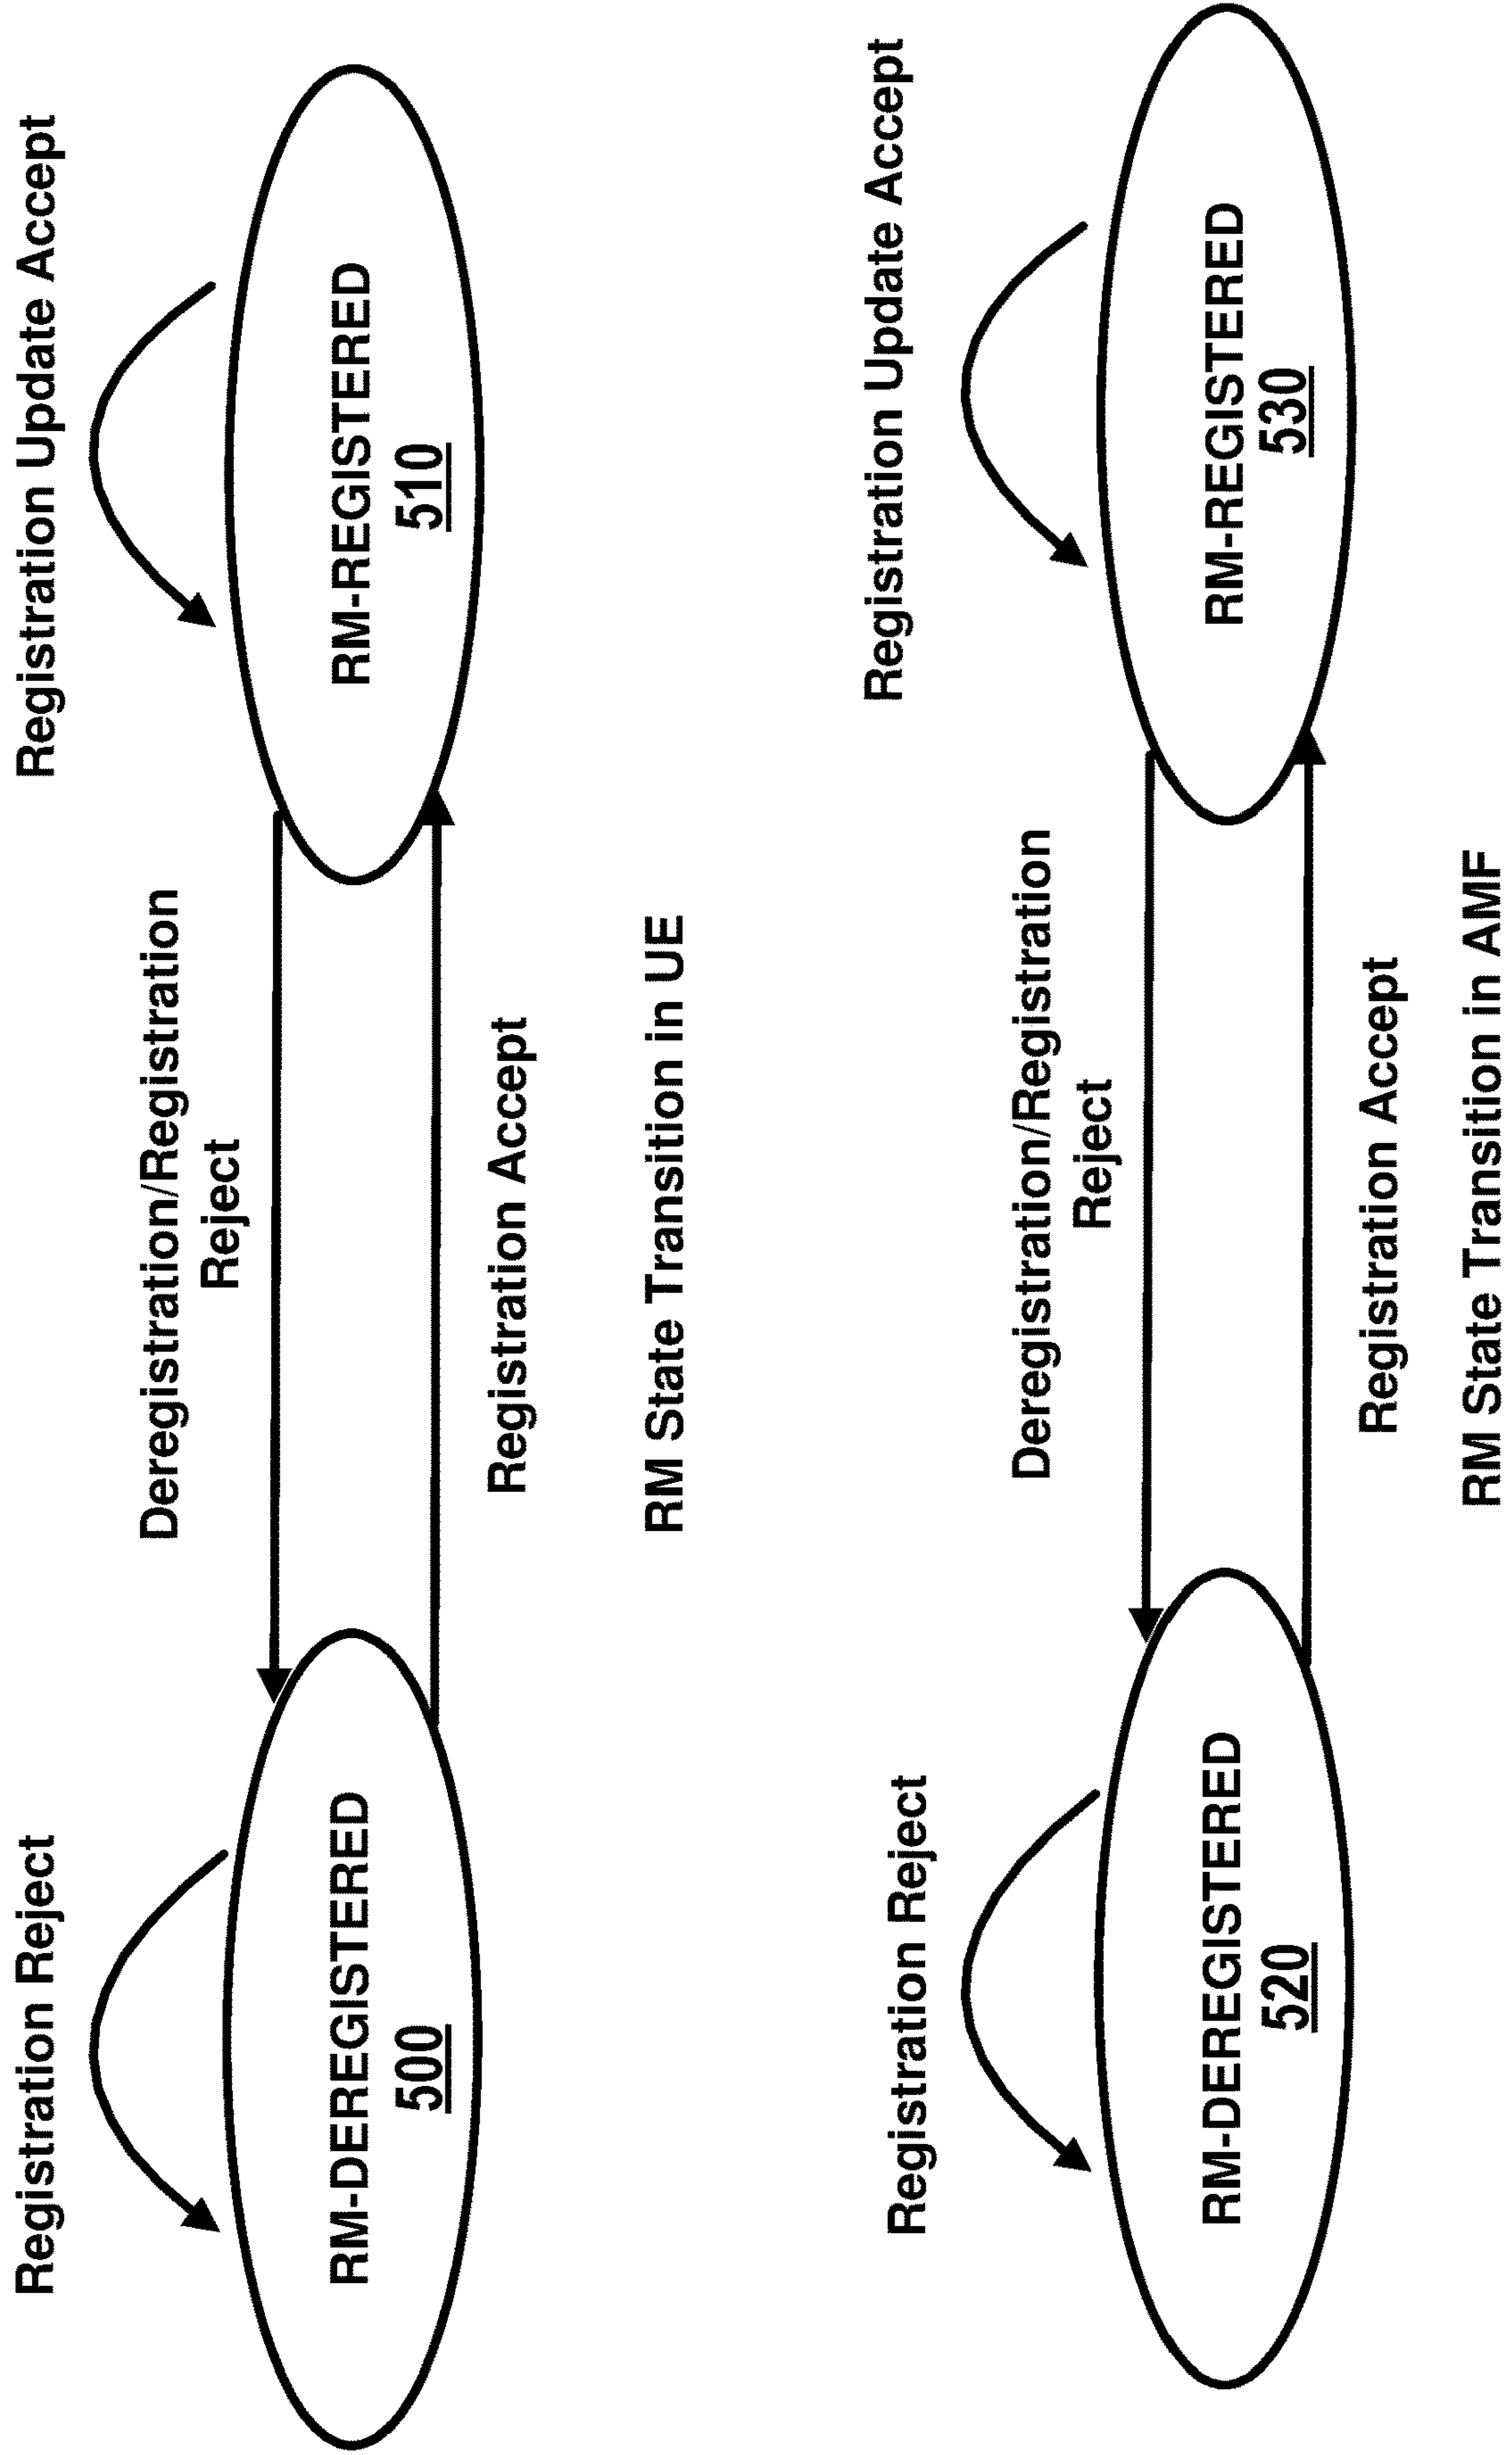 Registration Reject
Registration Update Accept
Deregistration/Registration
Reject
RM-DEREGISTERED
500
RM-REGISTERED
510
Registration Accept
RM State Transition in UE
Registration Reject
Registration Update Accept
Deregistration/Registration
Reject
RM-DEREGISTERED
520
RM-REGISTERED
530
Registration Accept
RM State Transition in AMF